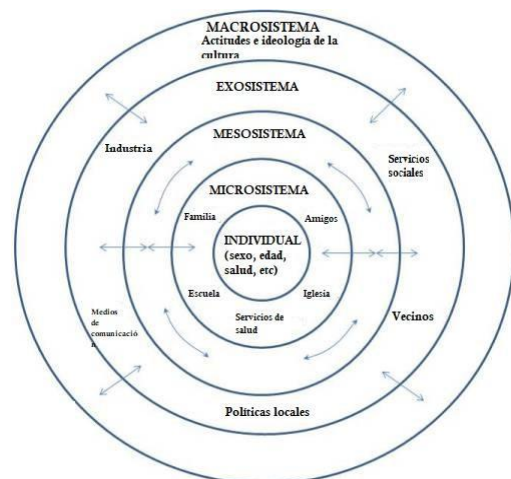 MACROSISTEMA
Actitudes e ideología de la
cultura
EXOSISTEMA
MESOSISTEMA
Industria
Servicios
sociales
MICROSISTEMA
Familia
Amigos
INDIVIDUAL
(sexo, edad,
salud, etc)
Escuela
Iglesia
Servicios de
salud
Medios
de
comunicació
n
Vecinos
Políticas locales